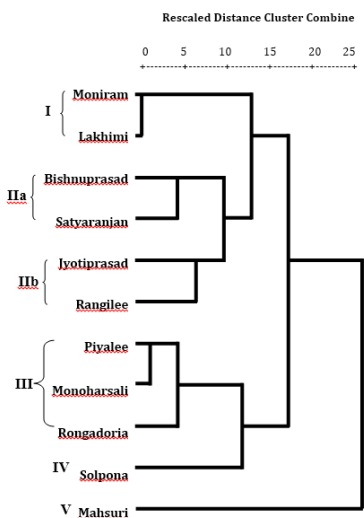 Rescaled Distance Cluster Combine
0 5 10 15 20 25
+---------+---------+---------+---------+---------+
Moniram
I
Lakhimi
Bishnuprasad
IIa
Satyaranjan
Jyotiprasad
IIb
Rangilee
Piyalee
III Monoharsali
Rongadoria
IV Solpona
V Mahsuri